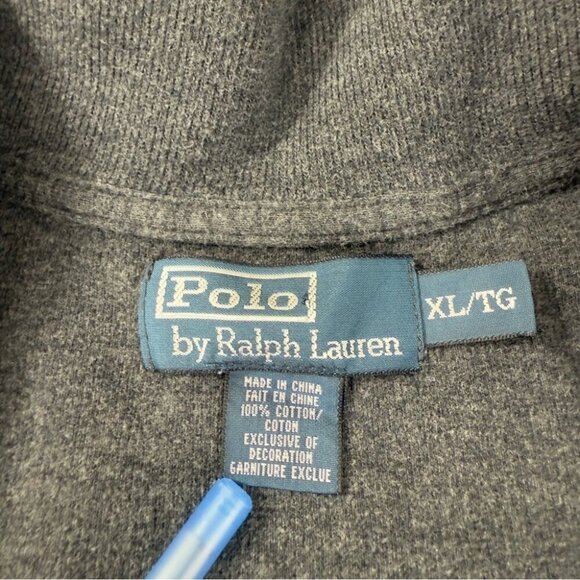 Polo
by Ralph Lauren
XL/TG
MADE IN CHINA
FAIT EN CHINE
100% COTTON/
COTON
EXCLUSIVE OF
DECORATION
GARNITURE EXCLUE